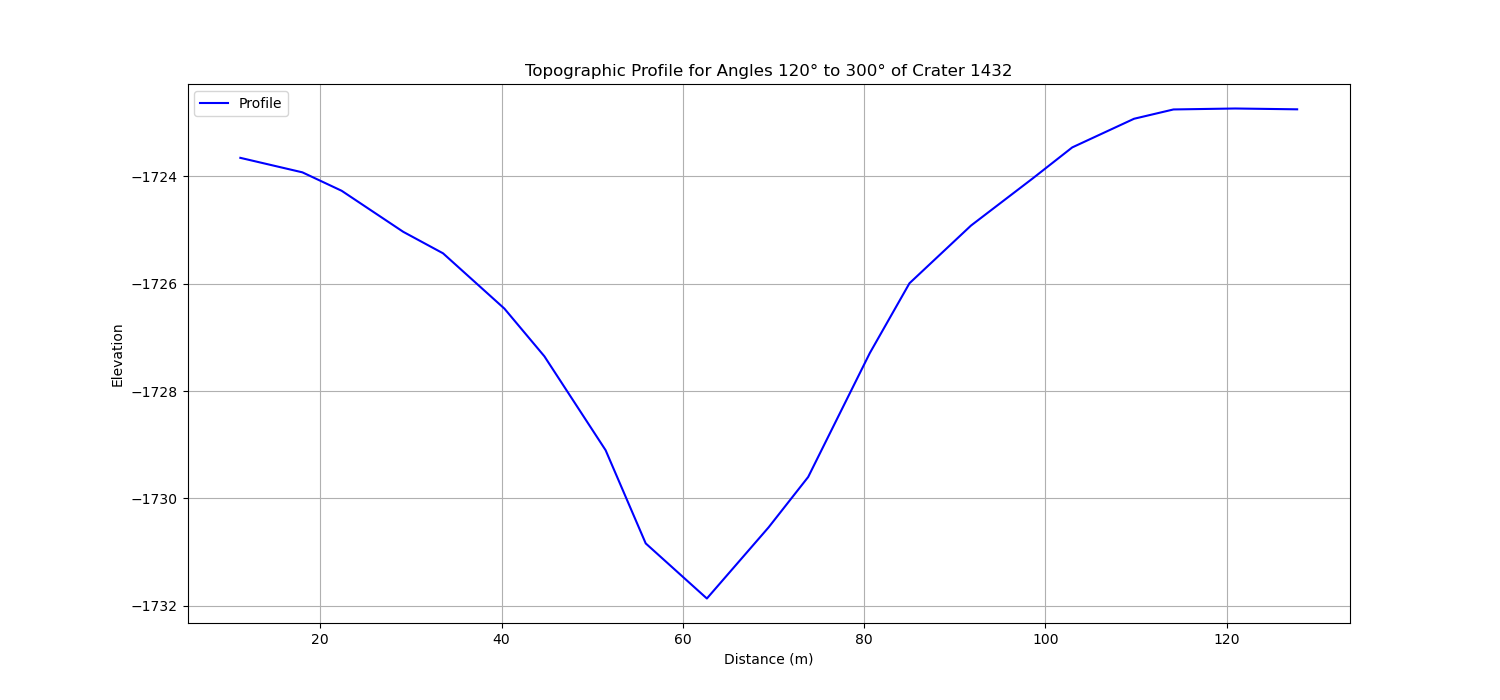 Topographic Profile for Angles 120° to 300° of Crater 1432
Profile
−1724
−1726
−1728
−1730
−1732
Elevation
20
40
60
80
100
120
Distance (m)